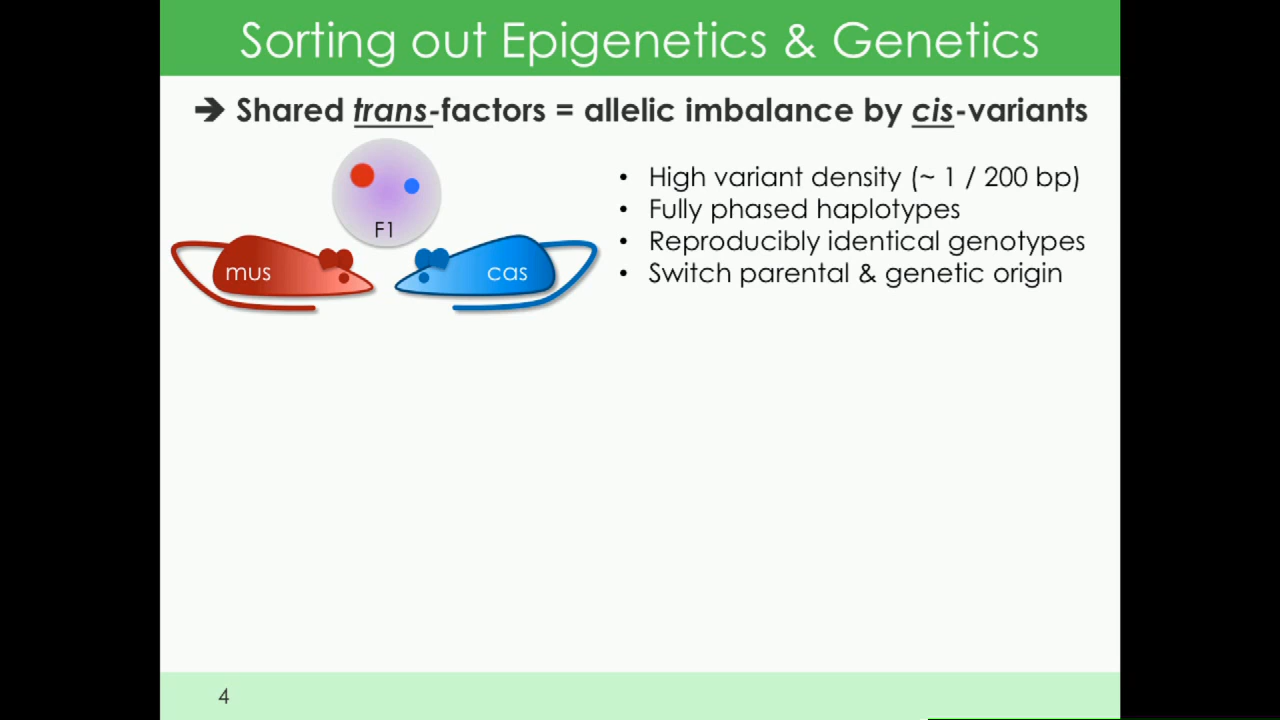 Sorting out Epigenetics & Genetics
➔ Shared trans-factors = allelic imbalance by cis-variants
F1
mus
cas
• High variant density (~ 1 / 200 bp)
• Fully phased haplotypes
• Reproducibly identical genotypes
• Switch parental & genetic origin
4